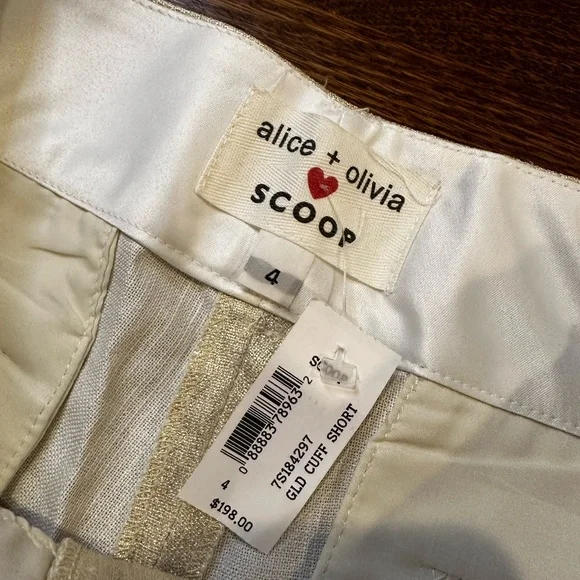 alice + olivia
SCOOP
4
SCOOP
0 88883 78963 2
7S184297
GLD CUFF SHORT
4
$198.00